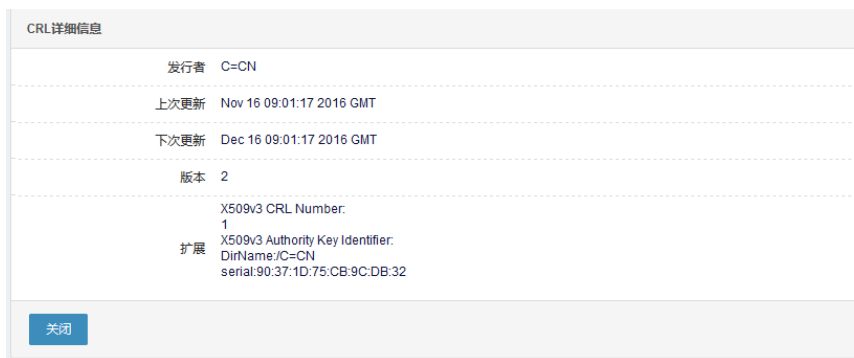 CRL详细信息
发行者 C=CN
上次更新 Nov 16 09:01:17 2016 GMT
下次更新 Dec 16 09:01:17 2016 GMT
版本 2
扩展 X509v3 CRL Number:
1
X509v3 Authority Key Identifier:
DirName:/C=CN
serial:90:37:1D:75:CB:9C:DB:32
关闭